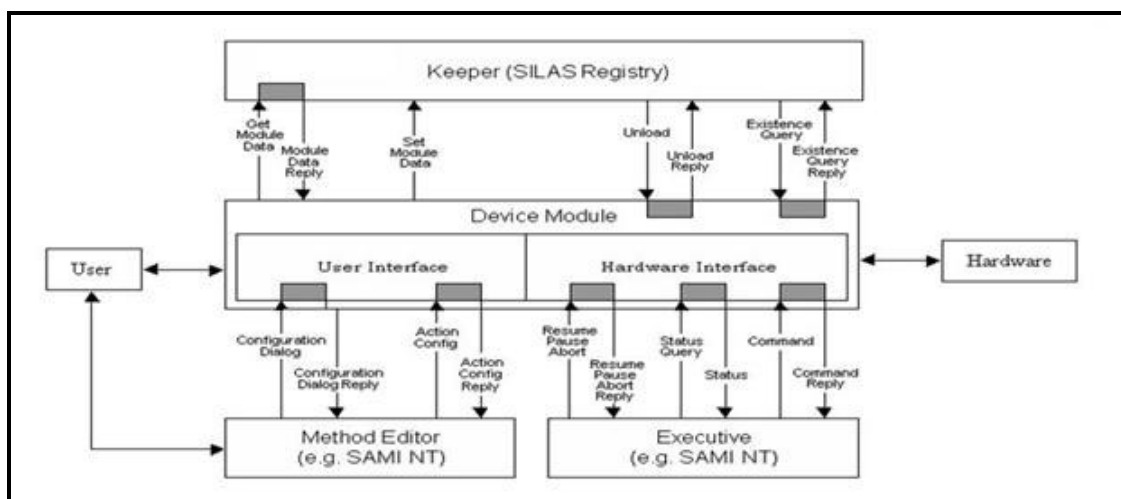 Keeper (SILAS Registry)
Get
Module
Data
Module
Data
Reply
Set
Module
Data
Unload
Unload
Reply
Existence
Query
Existence
Query
Reply
Device Module
User
User Interface
Hardware Interface
Hardware
Configuration
Dialog
Configuration
Dialog Reply
Action
Config
Action
Config
Reply
Resume
Pause
Abort
Resume
Pause
Abort
Reply
Status
Query
Status
Command
Command
Reply
Method Editor
(e.g. SAMI NT)
Executive
(e.g. SAMI NT)